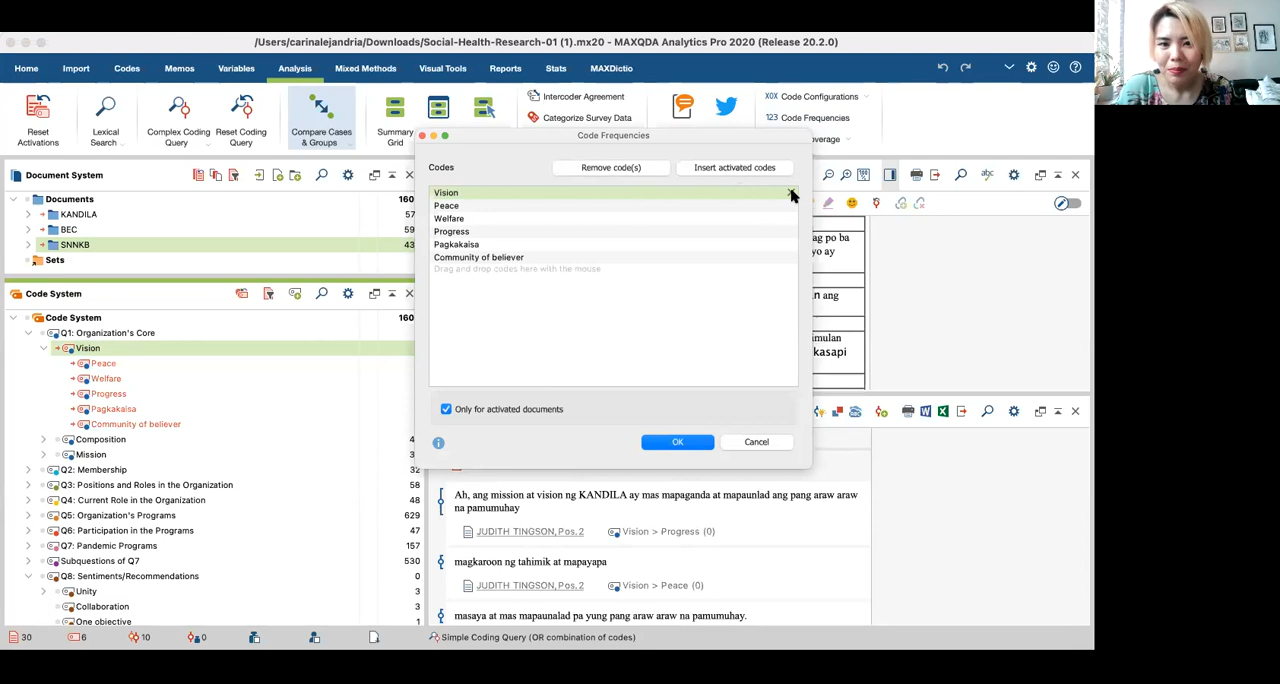 /Users/carinalejandria/Downloads/Social-Health-Research-01 (1).mx20 - MAXQDA Analytics Pro 2020 (Release 20.2.0)
Home Import Codes Memos Variables Analysis Mixed Methods Visual Tools Reports Stats MAXDictio
Reset Activations
Lexical Search
Complex Coding Query
Reset Coding Query
Compare Cases & Groups
Summary Grid
Intercoder Agreement
Categorize Survey Data
Code Configurations
123 Code Frequencies
Code Frequencies
Codes
Remove code(s)
Insert activated codes
Vision
Peace
Welfare
Progress
Pagkakaisa
Community of believer
Drag and drop codes here with the mouse
Only for activated documents
OK
Cancel
Document System
Documents 160
KANDILA 57
BEC 59
SNNKB 43
Sets
Code System
Code System 160
Q1: Organization's Core
Vision
Peace
Welfare
Progress
Pagkakaisa
Community of believer
Composition 4
Mission 3
Q2: Membership 32
Q3: Positions and Roles in the Organization 58
Q4: Current Role in the Organization 48
Q5: Organization's Programs 629
Q6: Participation in the Programs 47
Q7: Pandemic Programs 157
Subquestions of Q7 530
Q8: Sentiments/Recommendations 0
Unity 3
Collaboration 3
One objective 1
ag po ba
yo ay
n ang
imulan
kasapi
Ah, ang mission at vision ng KANDILA ay mas mapaganda at mapaunlad ang pang araw araw
na pamumuhay
JUDITH TINGSON, Pos. 2 Vision > Progress (0)
magkaroon ng tahimik at mapayapa
JUDITH TINGSON, Pos. 2 Vision > Peace (0)
masaya at mas mapaunalad pa yung pang araw araw na pamumuhay.
30 6 10 0 Simple Coding Query (OR combination of codes)